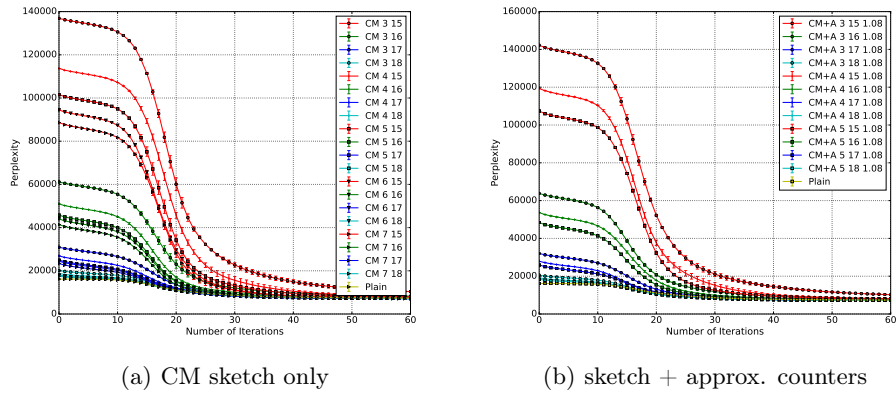 140000
120000
100000
80000
60000
40000
20000
0
Perplexity
0 10 20 30 40 50 60
Number of Iterations
CM 3 15
CM 3 16
CM 3 17
CM 3 18
CM 4 15
CM 4 16
CM 4 17
CM 4 18
CM 5 15
CM 5 16
CM 5 17
CM 5 18
CM 6 15
CM 6 16
CM 6 17
CM 6 18
CM 7 15
CM 7 16
CM 7 17
CM 7 18
Plain
(a) CM sketch only
160000
140000
120000
100000
80000
60000
40000
20000
0
Perplexity
0 10 20 30 40 50 60
Number of Iterations
CM+A 3 15 1.08
CM+A 3 16 1.08
CM+A 3 17 1.08
CM+A 3 18 1.08
CM+A 4 15 1.08
CM+A 4 16 1.08
CM+A 4 17 1.08
CM+A 4 18 1.08
CM+A 5 15 1.08
CM+A 5 16 1.08
CM+A 5 17 1.08
CM+A 5 18 1.08
Plain
(b) sketch + approx. counters